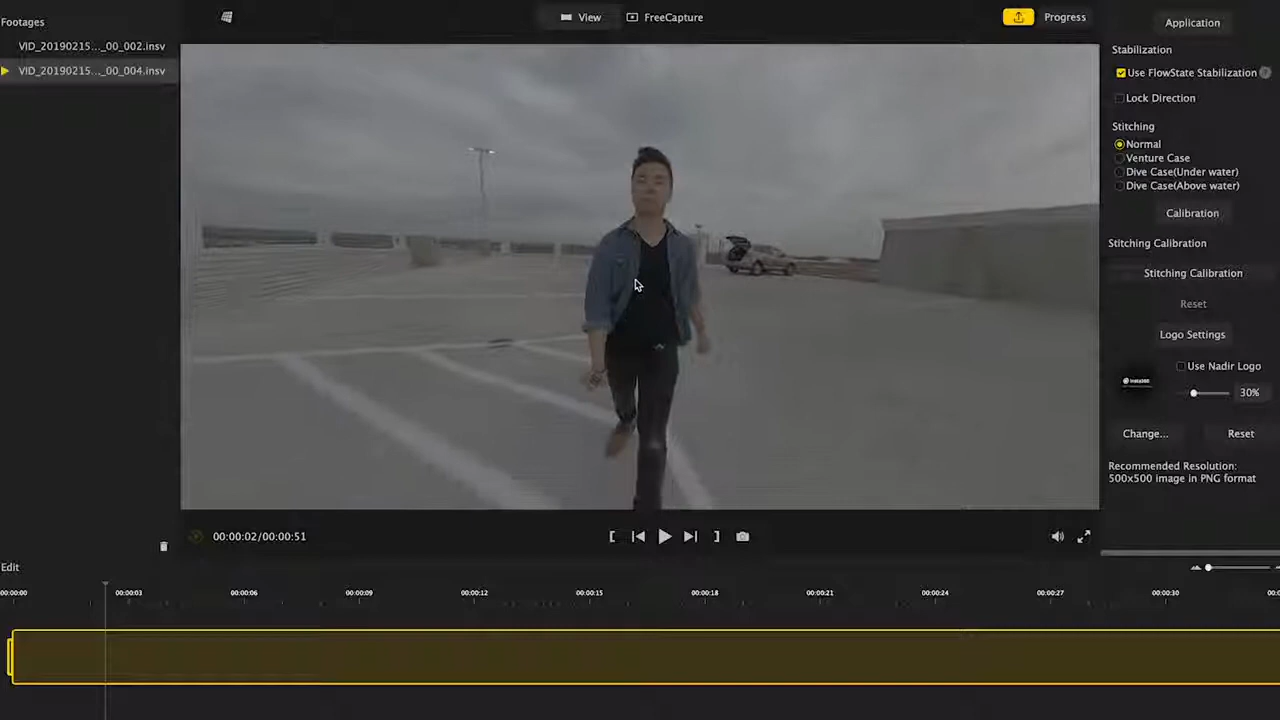 Footages
View
FreeCapture
Progress
Application
VID_20190215..._00_002.insv
VID_20190215..._00_004.insv
Stabilization
Use FlowState Stabilization ?
Lock Direction
Stitching
Normal
Venture Case
Dive Case(Under water)
Dive Case(Above water)
Calibration
Stitching Calibration
Stitching Calibration
Reset
Logo Settings
Use Nadir Logo
Insta360
30%
Change...
Reset
Recommended Resolution:
500x500 image in PNG format
00:00:02/00:00:51
Edit
00:00:00 00:00:03 00:00:06 00:00:09 00:00:12 00:00:15 00:00:18 00:00:21 00:00:24 00:00:27 00:00:30